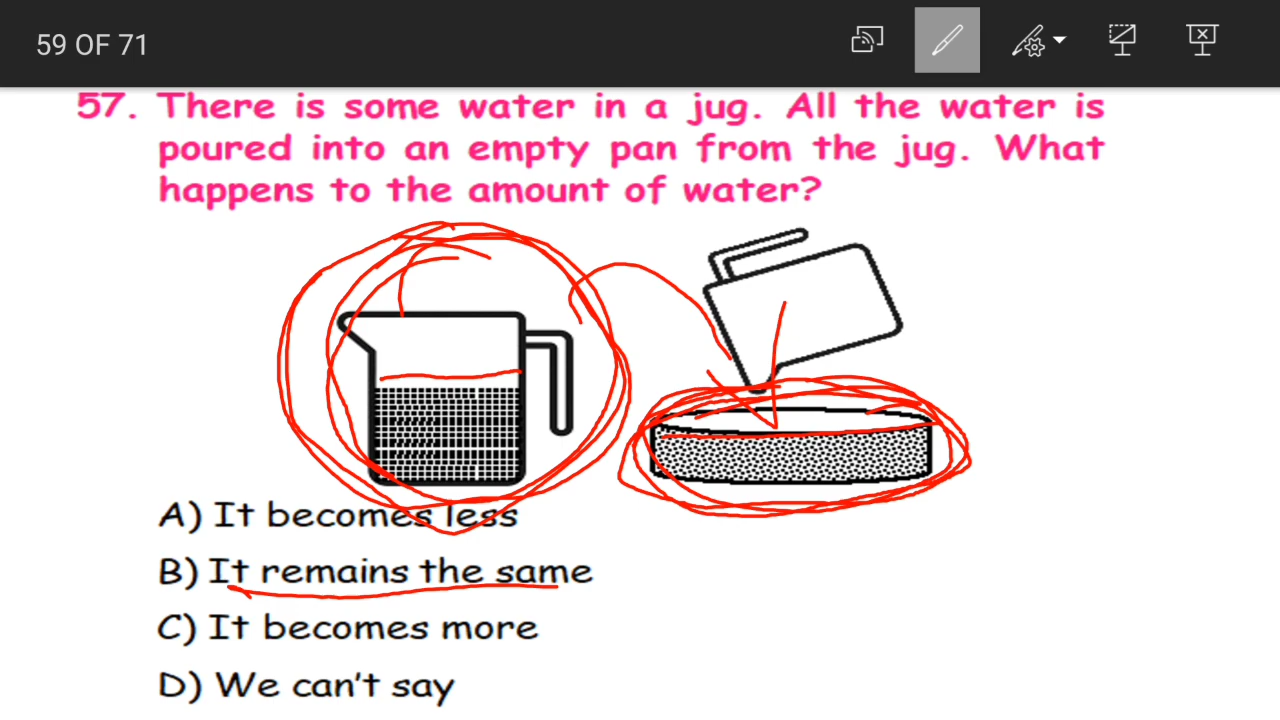 59 OF 71
57. There is some water in a jug. All the water is
poured into an empty pan from the jug. What
happens to the amount of water?
A) It becomes less
B) It remains the same
C) It becomes more
D) We can't say